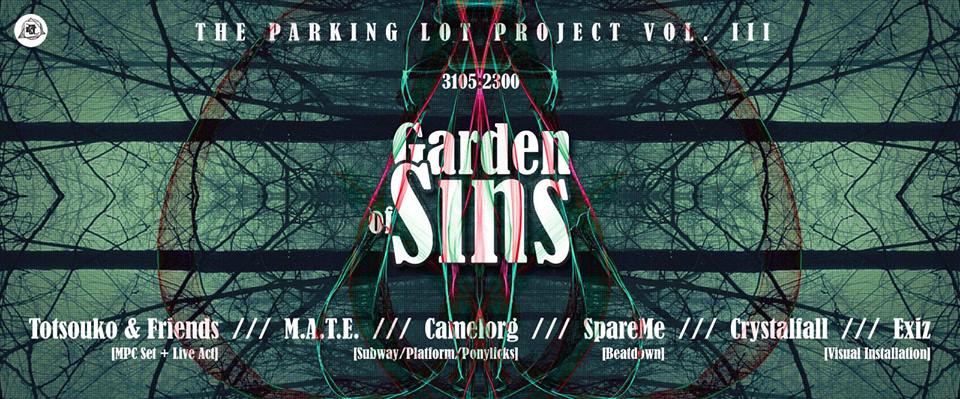 THE PARKING LOT PROJECT VOL. III
3105:2300
Garden
of Sins
Totsouko & Friends /// M.A.T.E. /// Camelorg /// SpareMe /// Crystalfall /// Exiz
[MPC Set + Live Act] [Subway/Platform/Ponylicks] [Beatdown] [Visual Installation]